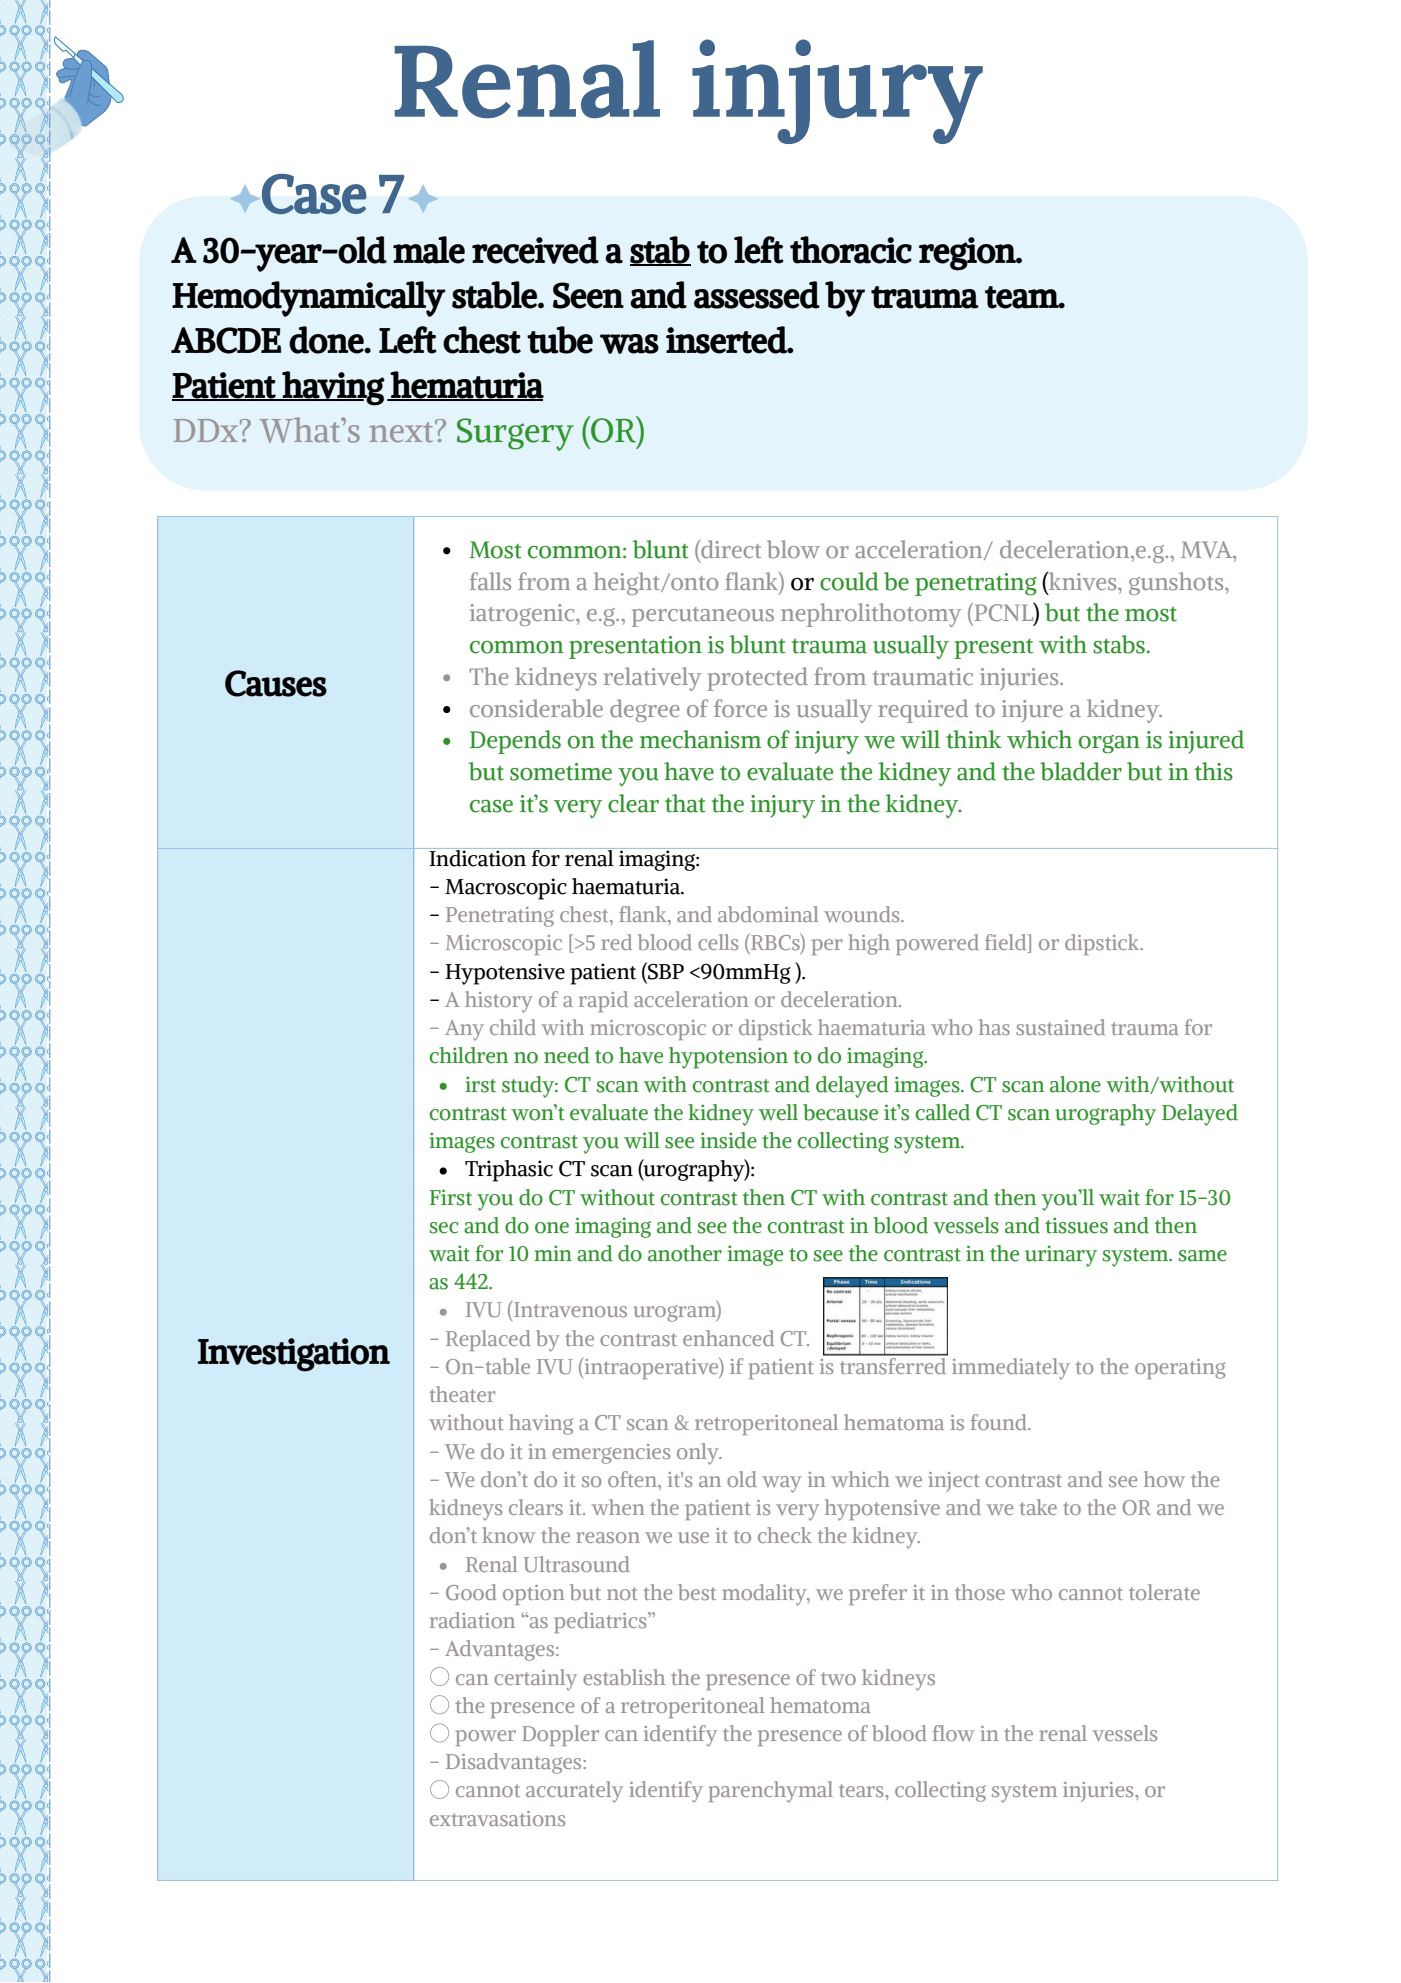 Renal injury
Case 7
A 30-year-old male received a stab to left thoracic region.
Hemodynamically stable. Seen and assessed by trauma team.
ABCDE done. Left chest tube was inserted.
Patient having hematuria
DDx? What's next? Surgery (OR)
Causes
• Most common: blunt (direct blow or acceleration/ deceleration,e.g., MVA,
falls from a height/onto flank) or could be penetrating (knives, gunshots,
iatrogenic, e.g., percutaneous nephrolithotomy (PCNL) but the most
common presentation is blunt trauma usually present with stabs.
• The kidneys relatively protected from traumatic injuries.
• considerable degree of force is usually required to injure a kidney.
• Depends on the mechanism of injury we will think which organ is injured
but sometime you have to evaluate the kidney and the bladder but in this
case it's very clear that the injury in the kidney.
Investigation
Indication for renal imaging:
- Macroscopic haematuria.
- Penetrating chest, flank, and abdominal wounds.
- Microscopic [>5 red blood cells (RBCs) per high powered field] or dipstick.
- Hypotensive patient (SBP <90mmHg ).
- A history of a rapid acceleration or deceleration.
- Any child with microscopic or dipstick haematuria who has sustained trauma for
children no need to have hypotension to do imaging.
• irst study: CT scan with contrast and delayed images. CT scan alone with/without
contrast won't evaluate the kidney well because it's called CT scan urography Delayed
images contrast you will see inside the collecting system.
• Triphasic CT scan (urography):
First you do CT without contrast then CT with contrast and then you'll wait for 15-30
sec and do one imaging and see the contrast in blood vessels and tissues and then
wait for 10 min and do another image to see the contrast in the urinary system. same
as 442.
• IVU (Intravenous urogram)
- Replaced by the contrast enhanced CT.
Phase Time Indications
No contrast
Arterial
Portal venous
Nephrogenic
Equilibrium
/delayed
- On-table IVU (intraoperative) if patient is transferred immediately to the operating
theater
without having a CT scan & retroperitoneal hematoma is found.
- We do it in emergencies only.
- We don't do it so often, it's an old way in which we inject contrast and see how the
kidneys clears it. when the patient is very hypotensive and we take to the OR and we
don't know the reason we use it to check the kidney.
• Renal Ultrasound
- Good option but not the best modality, we prefer it in those who cannot tolerate
radiation “as pediatrics”
- Advantages:
○ can certainly establish the presence of two kidneys
○ the presence of a retroperitoneal hematoma
○ power Doppler can identify the presence of blood flow in the renal vessels
- Disadvantages:
○ cannot accurately identify parenchymal tears, collecting system injuries, or
extravasations